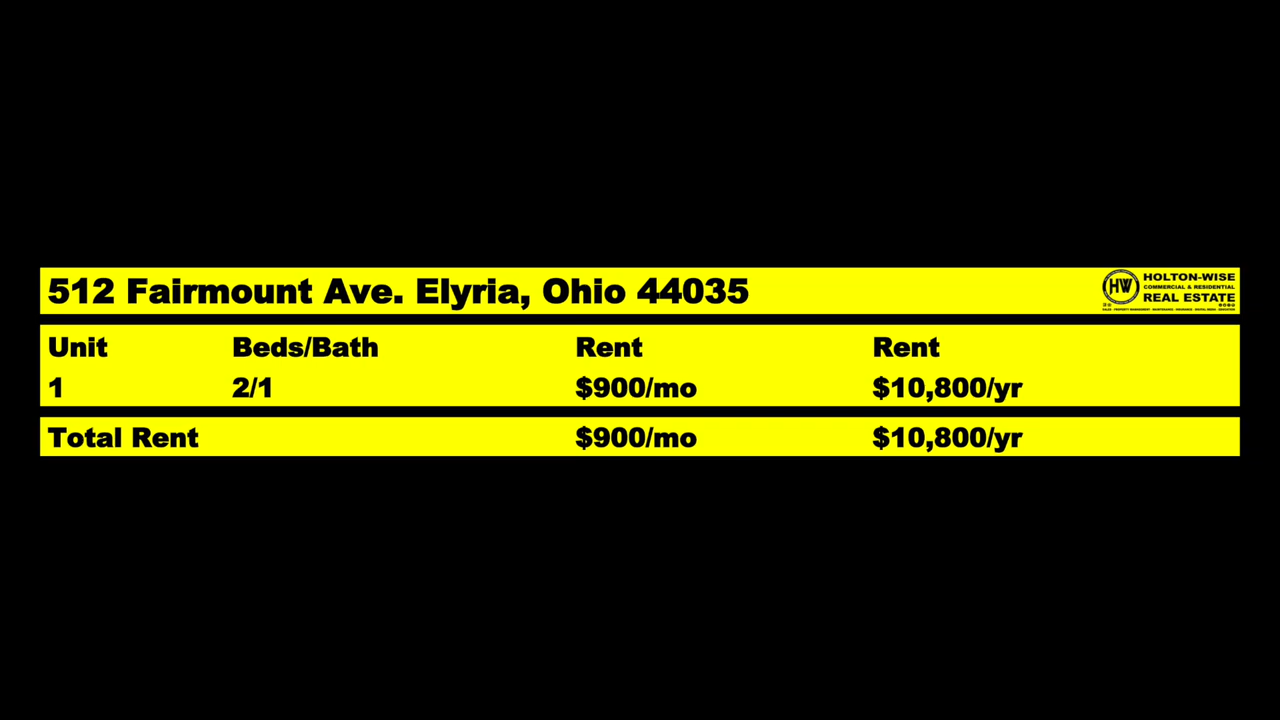 512 Fairmount Ave. Elyria, Ohio 44035
HOLTON-WISE
COMMERCIAL & RESIDENTIAL
REAL ESTATE
HW
Unit Beds/Bath Rent Rent
1 2/1 $900/mo $10,800/yr
Total Rent $900/mo $10,800/yr